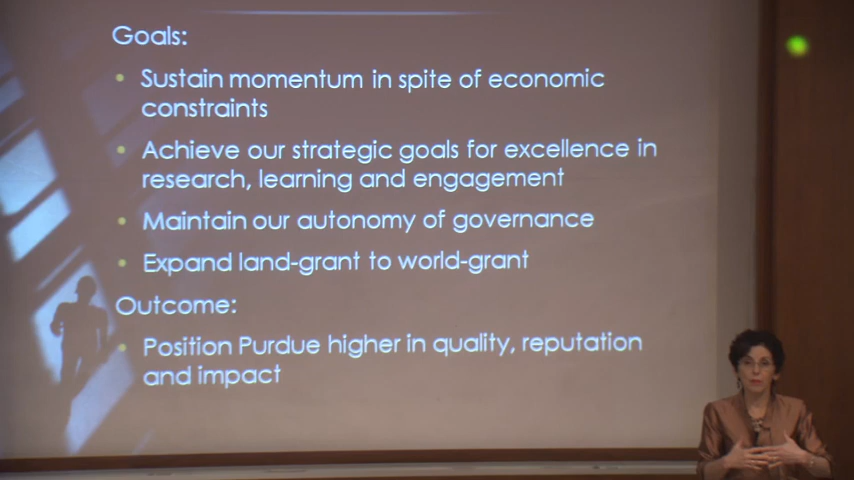 Goals:
• Sustain momentum in spite of economic
constraints
• Achieve our strategic goals for excellence in
research, learning and engagement
• Maintain our autonomy of governance
• Expand land-grant to world-grant
Outcome:
• Position Purdue higher in quality, reputation
and impact